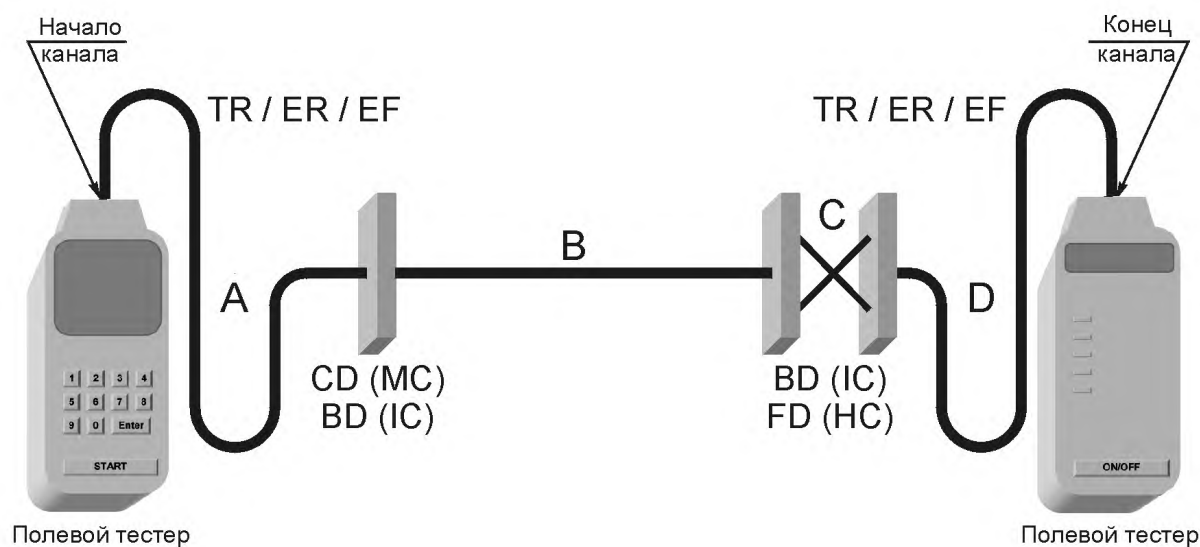 Начало
канала
Конец
канала
TR / ER / EF
TR / ER / EF
C
B
A
D
CD (MC)
BD (IC)
BD (IC)
FD (HC)
1 2 3 4
5 6 7 8
9 0 Enter
START
ON/OFF
Полевой тестер
Полевой тестер